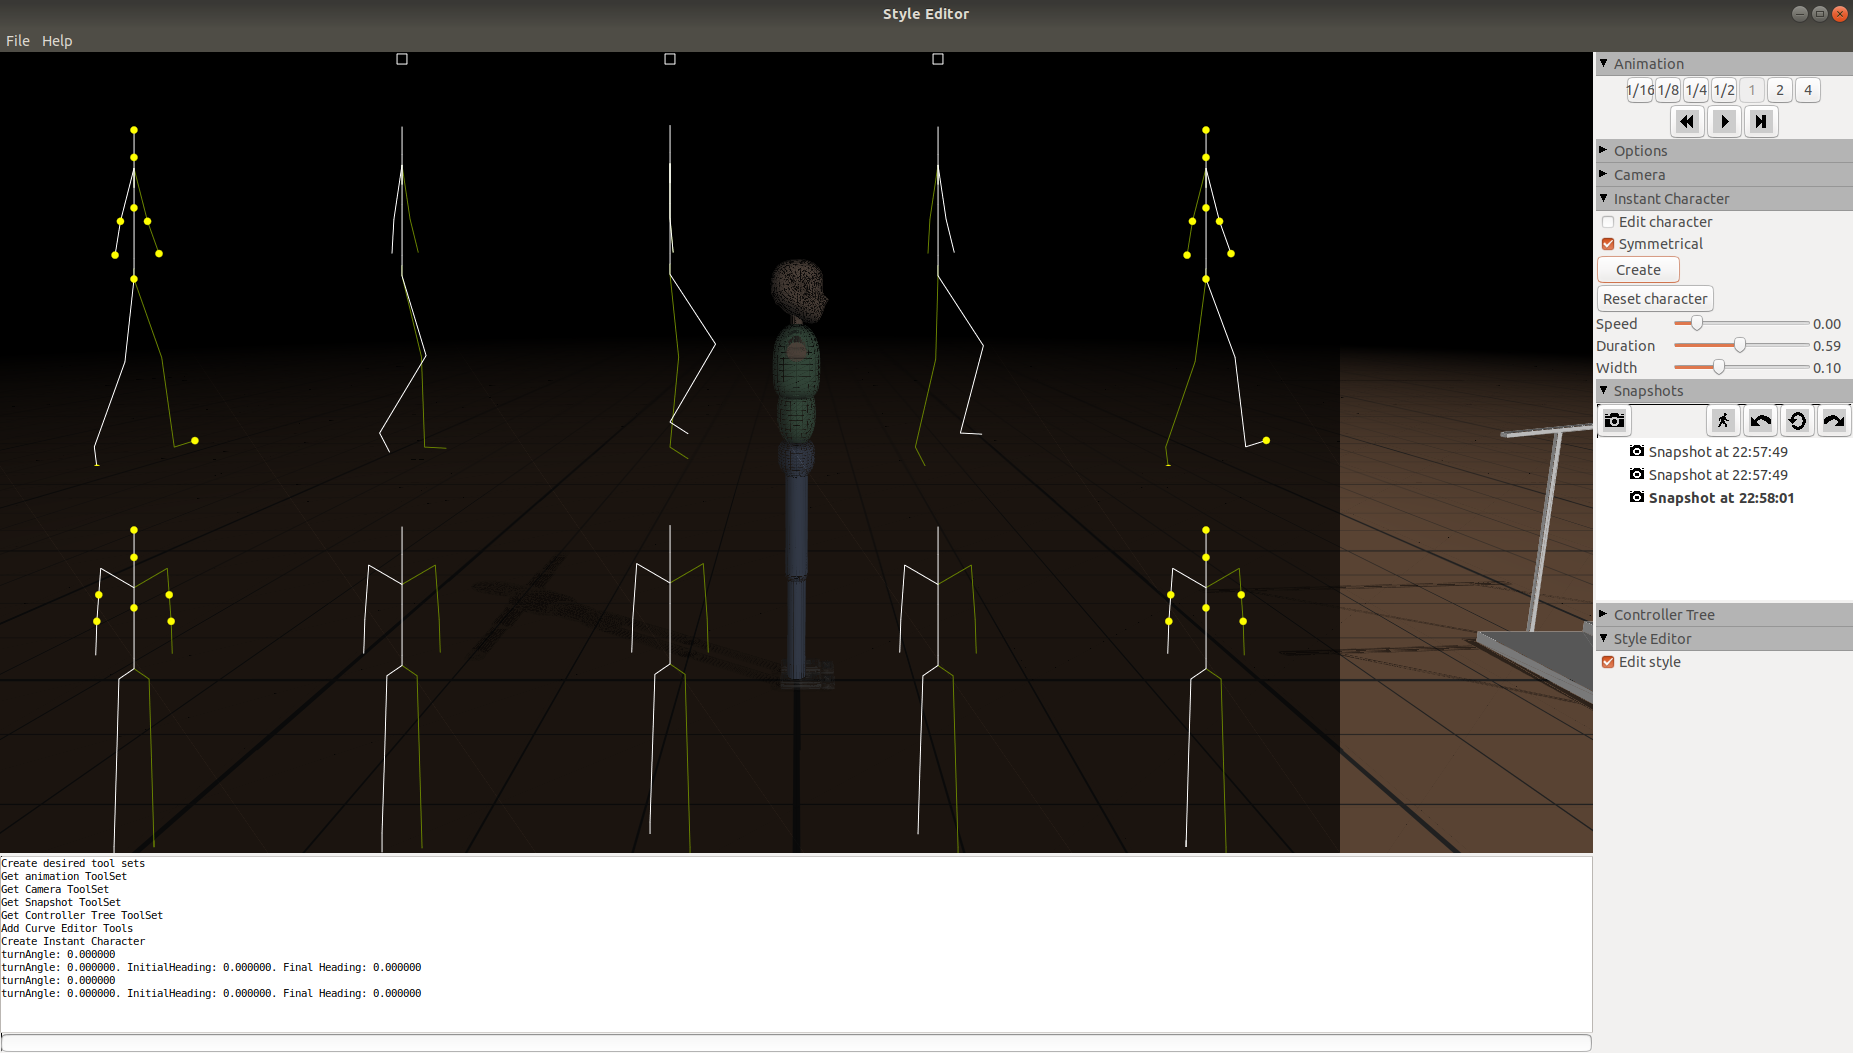 Style Editor
File Help
Animation
1/16 1/8 1/4 1/2 1 2 4
Options
Camera
Instant Character
Edit character
Symmetrical
Create
Reset character
Speed 0.00
Duration 0.59
Width 0.10
Snapshots
Snapshot at 22:57:49
Snapshot at 22:57:49
Snapshot at 22:58:01
Controller Tree
Style Editor
Edit style
Create desired tool sets
Get animation ToolSet
Get Camera ToolSet
Get Snapshot ToolSet
Get Controller Tree ToolSet
Add Curve Editor Tools
Create Instant Character
turnAngle: 0.000000
turnAngle: 0.000000. InitialHeading: 0.000000. Final Heading: 0.000000
turnAngle: 0.000000
turnAngle: 0.000000. InitialHeading: 0.000000. Final Heading: 0.000000